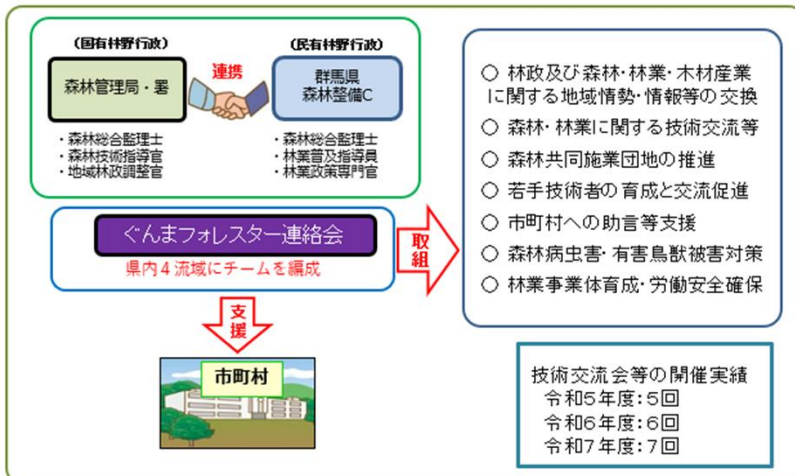 (国有林野行政)
森林管理局・署
・森林総合監理士
・森林技術指導官
・地域林政調整官
連携
(民有林野行政)
群馬県
森林整備C
・森林総合監理士
・林業普及指導員
・林業政策専門官
ぐんまフォレスター連絡会
県内4流域にチームを編成
取組
支援
市町村
○ 林政及び森林・林業・木材産業
に関する地域情勢・情報等の交換
○ 森林・林業に関する技術交流等
○ 森林共同施業団地の推進
○ 若手技術者の育成と交流促進
○ 市町村への助言等支援
○ 森林病虫害・有害鳥獣被害対策
○ 林業事業体育成・労働安全確保
技術交流会等の開催実績
令和5年度:5回
令和6年度:6回
令和7年度:7回